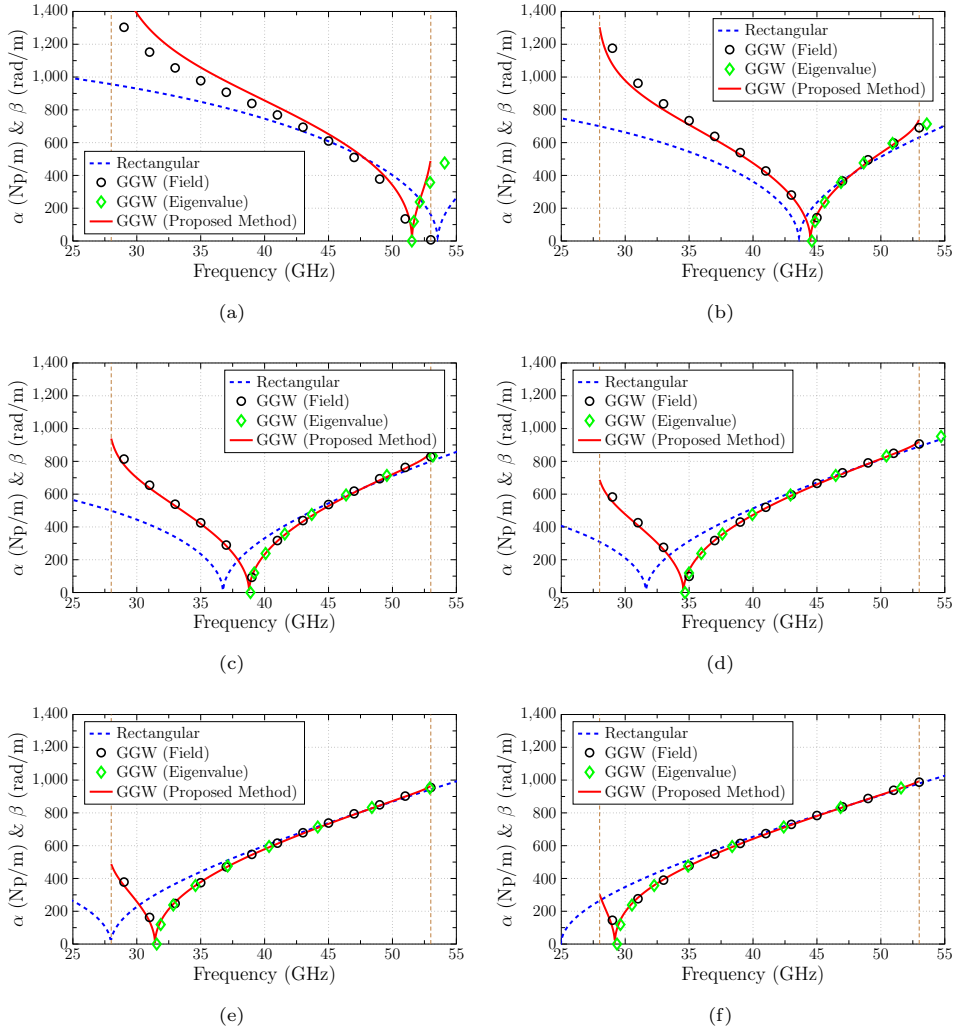 α (Np/m) & β (rad/m)
1,400
1,200
1,000
800
600
400
200
0
Rectangular
GGW (Field)
GGW (Eigenvalue)
GGW (Proposed Method)
25 30 35 40 45 50 55
Frequency (GHz)
(a)
α (Np/m) & β (rad/m)
1,400
1,200
1,000
800
600
400
200
0
Rectangular
GGW (Field)
GGW (Eigenvalue)
GGW (Proposed Method)
25 30 35 40 45 50 55
Frequency (GHz)
(b)
α (Np/m) & β (rad/m)
1,400
1,200
1,000
800
600
400
200
0
Rectangular
GGW (Field)
GGW (Eigenvalue)
GGW (Proposed Method)
25 30 35 40 45 50 55
Frequency (GHz)
(c)
α (Np/m) & β (rad/m)
1,400
1,200
1,000
800
600
400
200
0
Rectangular
GGW (Field)
GGW (Eigenvalue)
GGW (Proposed Method)
25 30 35 40 45 50 55
Frequency (GHz)
(d)
α (Np/m) & β (rad/m)
1,400
1,200
1,000
800
600
400
200
0
Rectangular
GGW (Field)
GGW (Eigenvalue)
GGW (Proposed Method)
25 30 35 40 45 50 55
Frequency (GHz)
(e)
α (Np/m) & β (rad/m)
1,400
1,200
1,000
800
600
400
200
0
Rectangular
GGW (Field)
GGW (Eigenvalue)
GGW (Proposed Method)
25 30 35 40 45 50 55
Frequency (GHz)
(f)